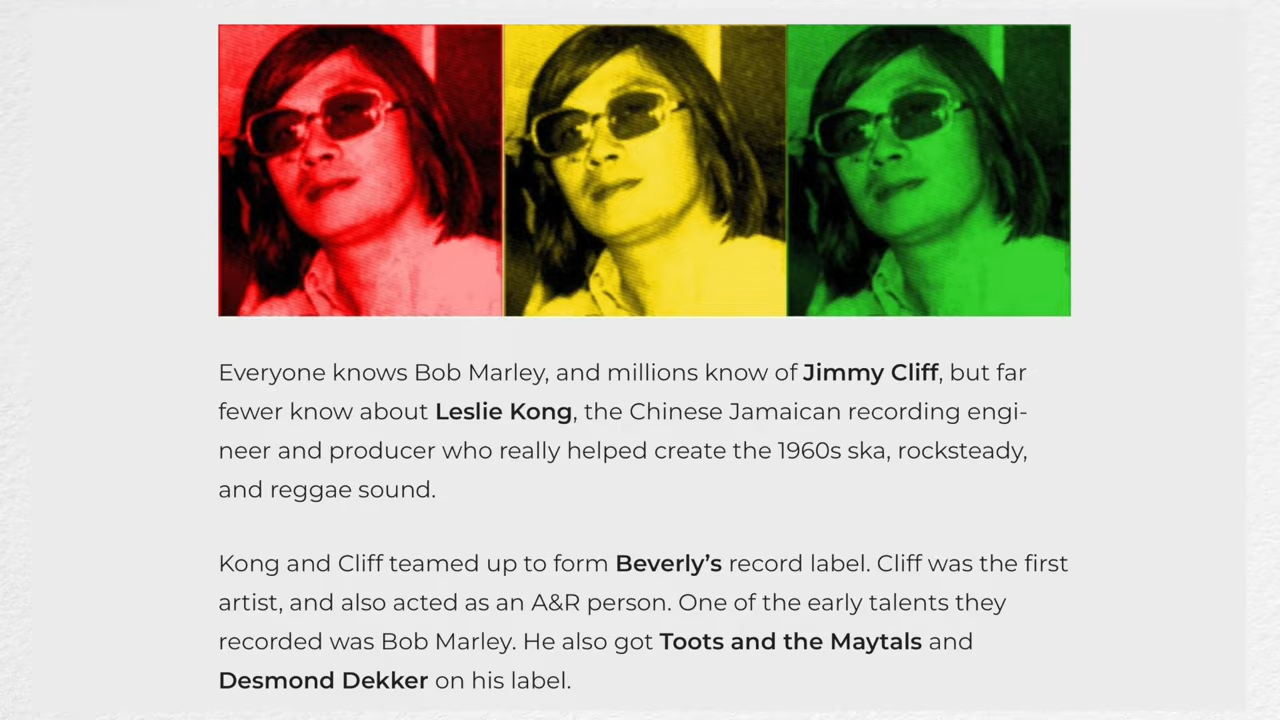 Everyone knows Bob Marley, and millions know of Jimmy Cliff, but far
fewer know about Leslie Kong, the Chinese Jamaican recording engi-
neer and producer who really helped create the 1960s ska, rocksteady,
and reggae sound.
Kong and Cliff teamed up to form Beverly’s record label. Cliff was the first
artist, and also acted as an A&R person. One of the early talents they
recorded was Bob Marley. He also got Toots and the Maytals and
Desmond Dekker on his label.